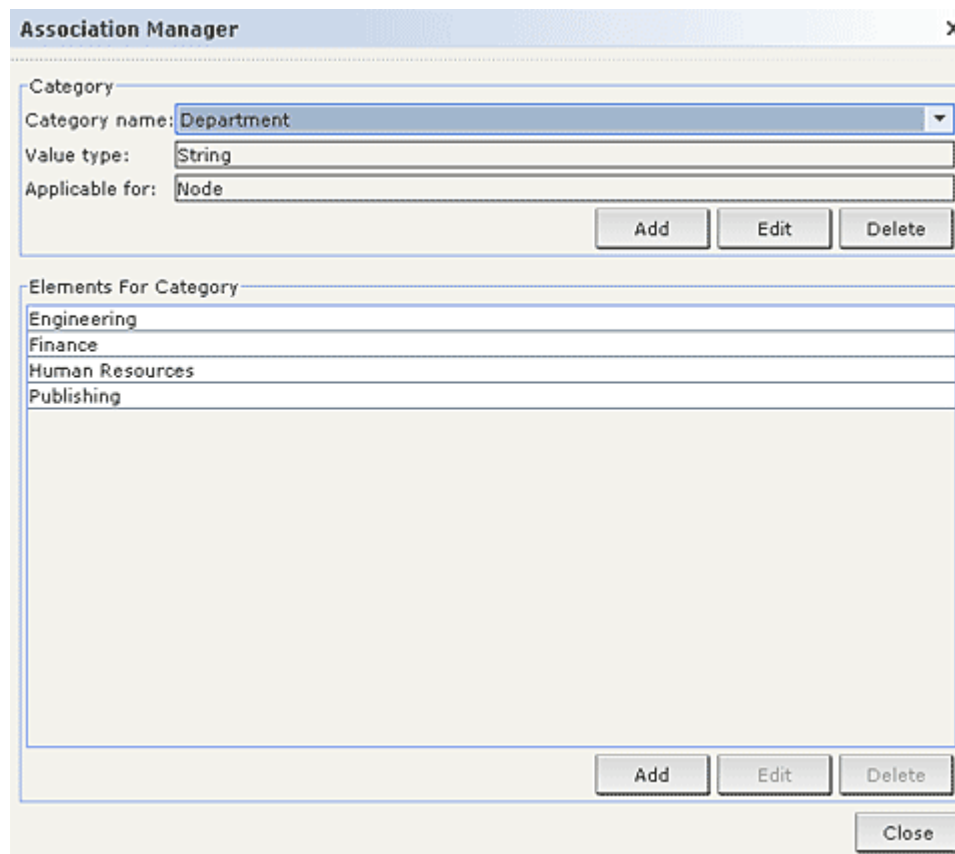 Association Manager
Category
Category name: Department
Value type: String
Applicable for: Node
Add Edit Delete
Elements For Category
Engineering
Finance
Human Resources
Publishing
Add Edit Delete
Close